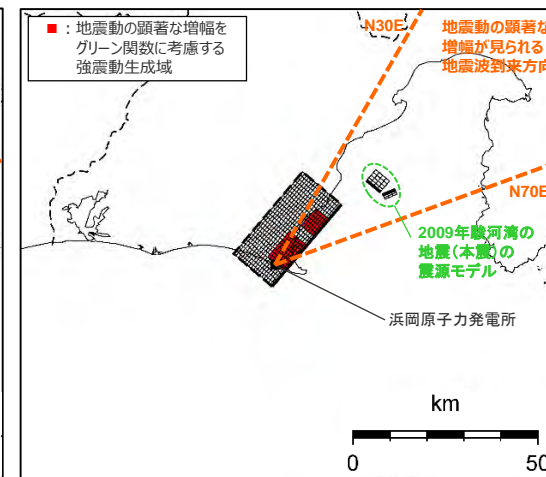 ■：地震動の顕著な増幅を
グリーン関数に考慮する
強震動生成域
N30E
地震動の顕著な
増幅が見られる
地震波到来方向
N70E
2009年駿河湾の
地震(本震)の
震源モデル
浜岡原子力発電所
km
0
50